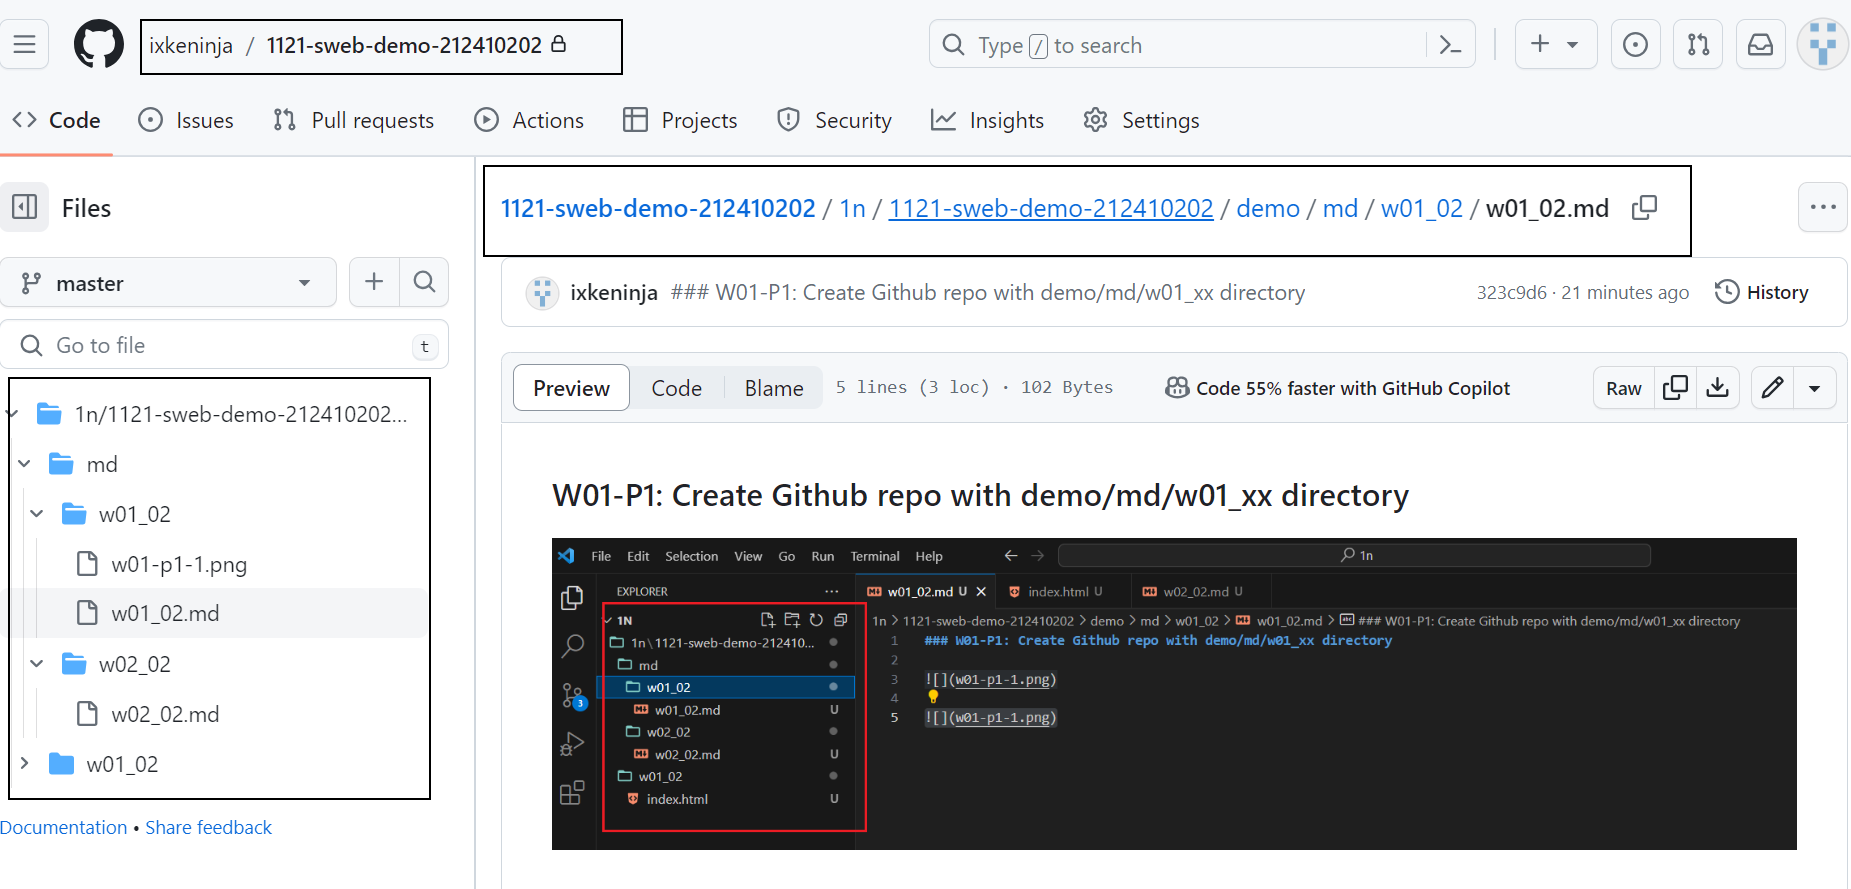 ixkeninja / 1121-sweb-demo-212410202
Type / to search
Code
Issues
Pull requests
Actions
Projects
Security
Insights
Settings
Files
master
Go to file
t
1n/1121-sweb-demo-212410202...
md
w01_02
w01-p1-1.png
w01_02.md
w02_02
w02_02.md
w01_02
Documentation • Share feedback
1121-sweb-demo-212410202 / 1n / 1121-sweb-demo-212410202 / demo / md / w01_02 / w01_02.md
ixkeninja ### W01-P1: Create Github repo with demo/md/w01_xx directory
323c9d6 · 21 minutes ago
History
Preview
Code
Blame
5 lines (3 loc) · 102 Bytes
Code 55% faster with GitHub Copilot
Raw
W01-P1: Create Github repo with demo/md/w01_xx directory
File Edit Selection View Go Run Terminal Help
1n
EXPLORER
1N
1n\1121-sweb-demo-212410...
md
w01_02
w01_02.md U
w02_02
w02_02.md U
w01_02
index.html U
3
w01_02.md U
index.html U
w02_02.md U
1n > 1121-sweb-demo-212410202 > demo > md > w01_02 > w01_02.md > ### W01-P1: Create Github repo with demo/md/w01_xx directory
1 ### W01-P1: Create Github repo with demo/md/w01_xx directory
2
3 ![](w01-p1-1.png)
4
5 ![](w01-p1-1.png)